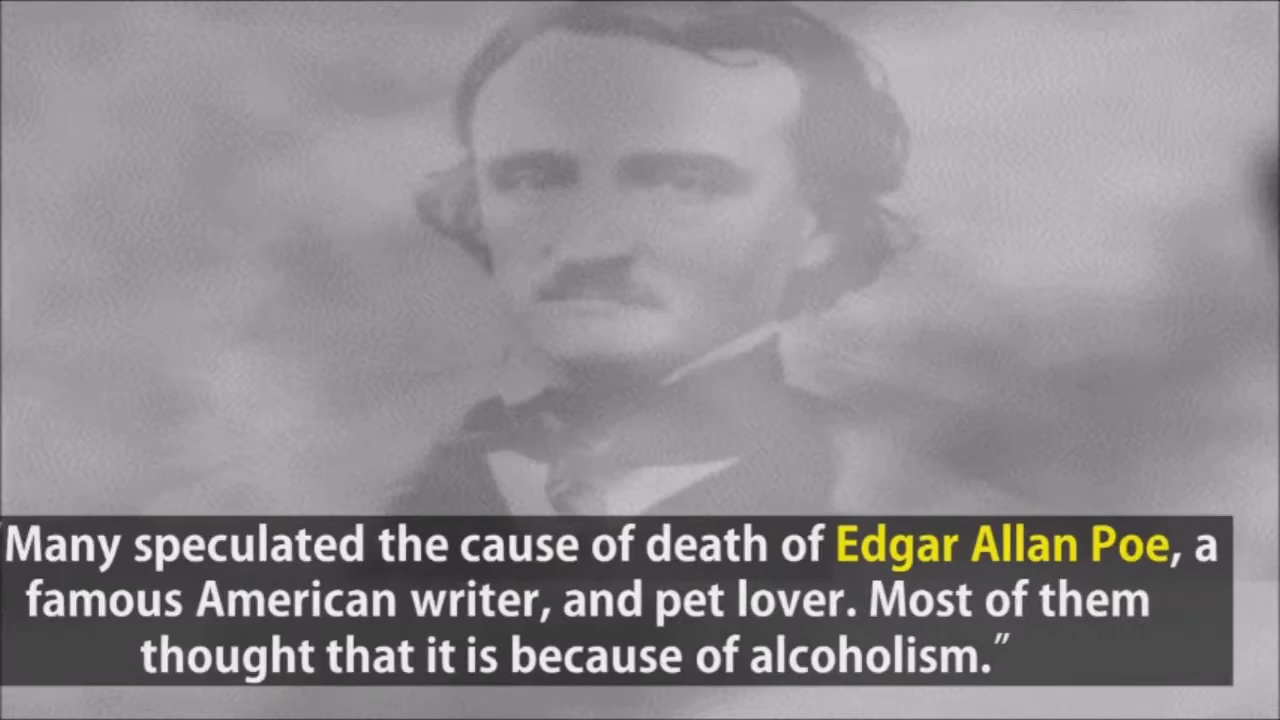 "Many speculated the cause of death of Edgar Allan Poe, a
famous American writer, and pet lover. Most of them
thought that it is because of alcoholism."